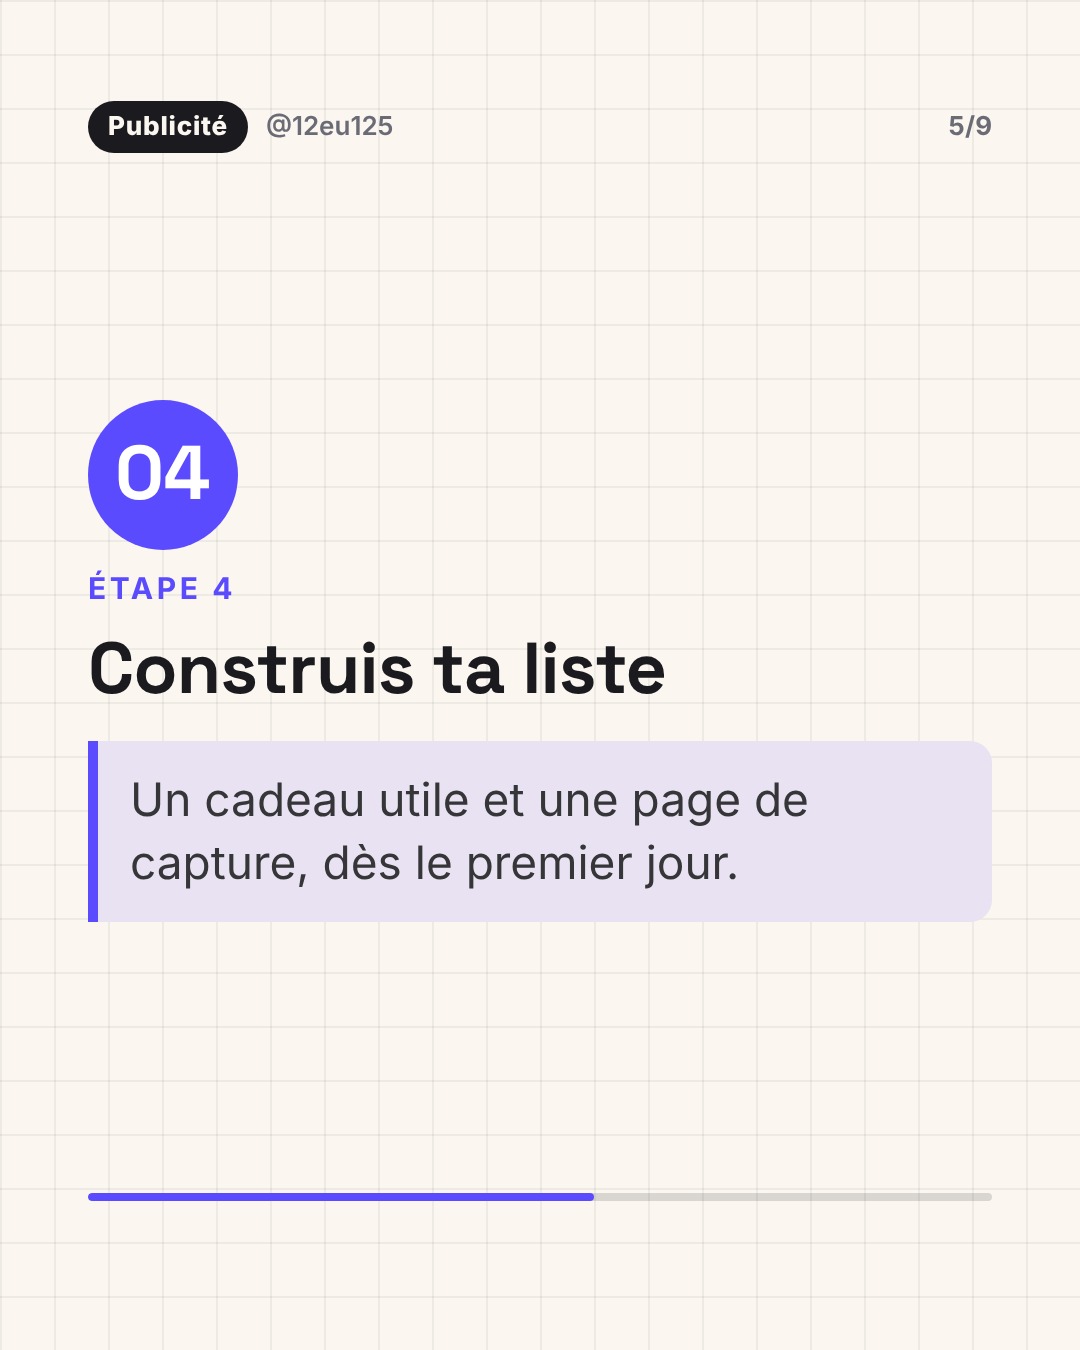 Publicité @12eu125 5/9
04
ÉTAPE 4
Construis ta liste
Un cadeau utile et une page de
capture, dès le premier jour.